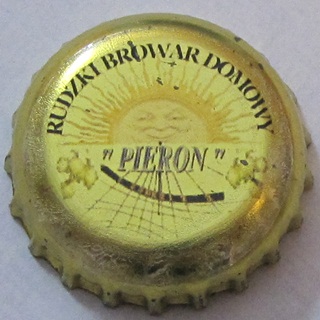 RUDZKI BROWAR DOMOWY
" PIERON "